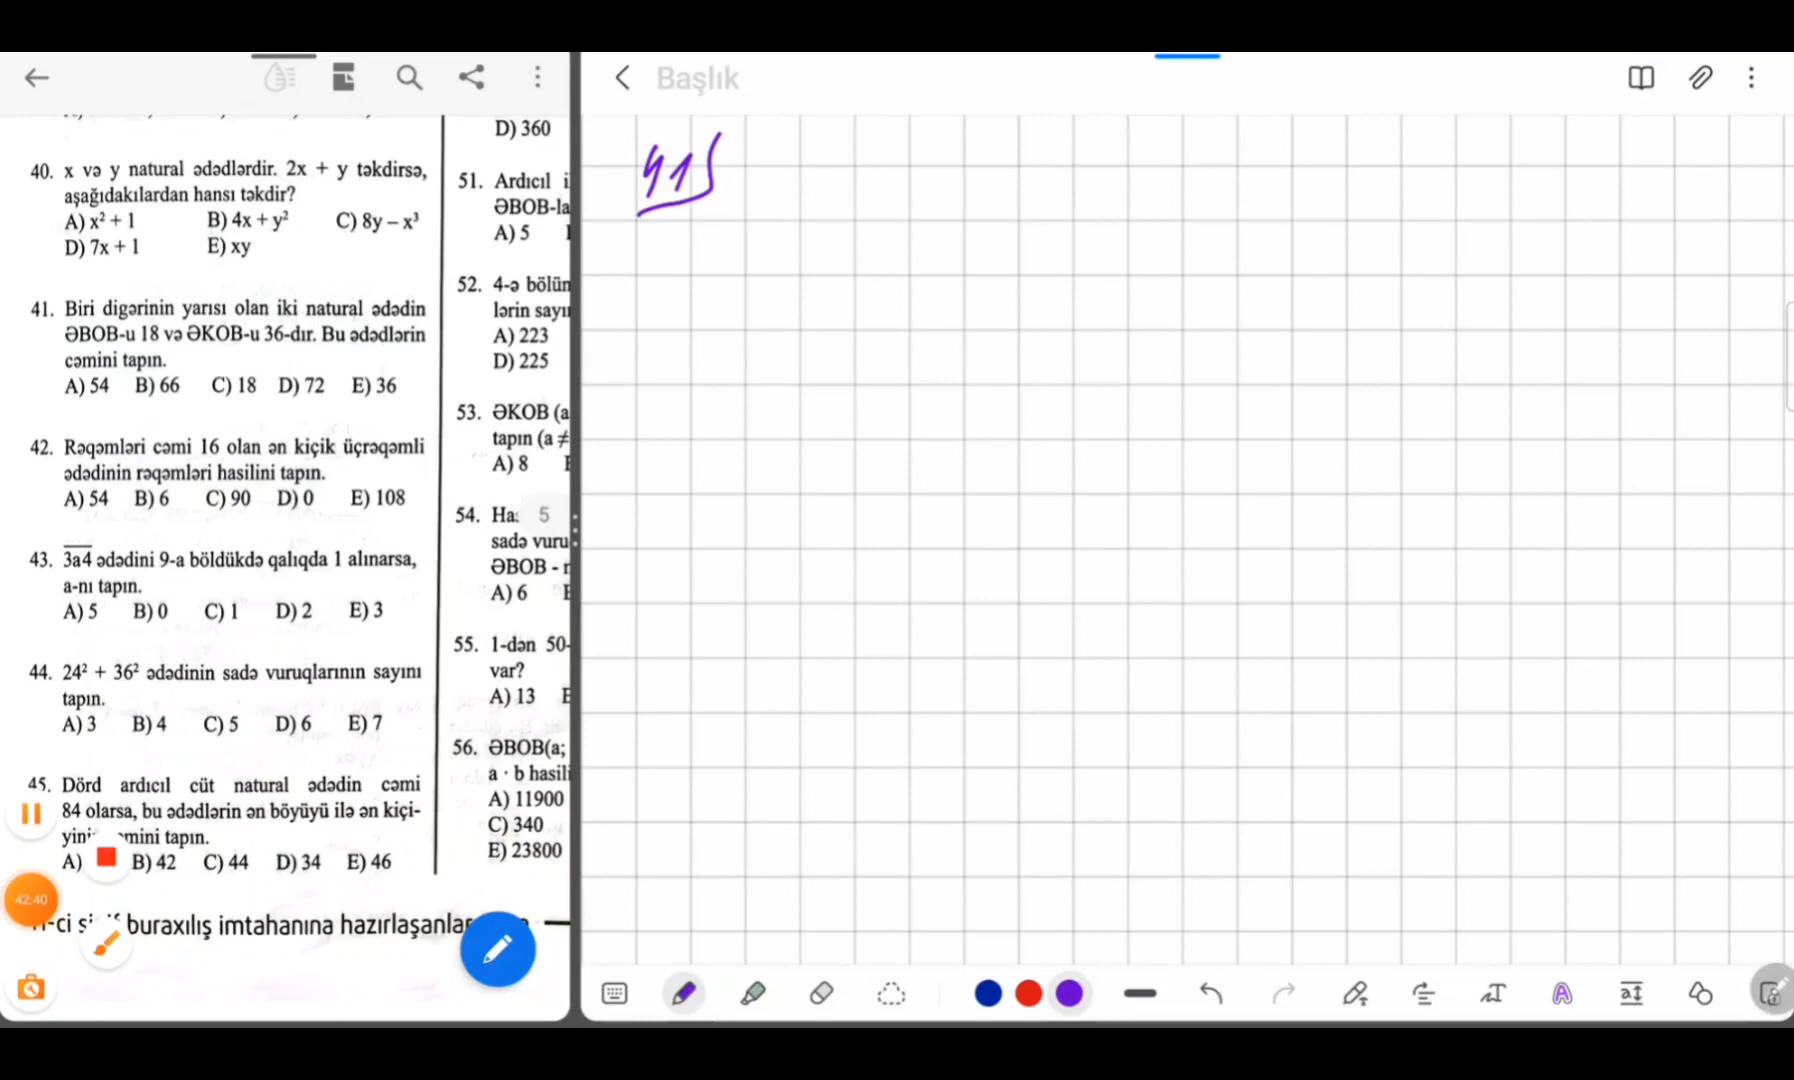 Başlık
40. x və y natural ədədlərdir. 2x + y təkdirsə,
aşağıdakılardan hansı təkdir?
A) x² + 1 B) 4x + y² C) 8y – x³
D) 7x + 1 E) xy
41. Biri digərinin yarısı olan iki natural ədədin
ƏBOB-u 18 və ƏKOB-u 36-dır. Bu ədədlərin
cəmini tapın.
A) 54 B) 66 C) 18 D) 72 E) 36
42. Rəqəmləri cəmi 16 olan ən kiçik üçrəqəmli
ədədinin rəqəmləri hasilini tapın.
A) 54 B) 6 C) 90 D) 0 E) 108
43. 3a4 ədədini 9-a böldükdə qalıqda 1 alınarsa,
a-nı tapın.
A) 5 B) 0 C) 1 D) 2 E) 3
44. 24² + 36² ədədinin sadə vuruqlarının sayını
tapın.
A) 3 B) 4 C) 5 D) 6 E) 7
45. Dörd ardıcıl cüt natural ədədin cəmi
84 olarsa, bu ədədlərin ən böyüyü ilə ən kiçi-
tapın.
A) B) 42 C) 44 D) 34 E) 46
42:40
buraxılış imtahanına
D) 360
51. Ardıcıl
ƏBOB-la
A) 5
52. 4-ə bölün
lərin sayı
A) 223
D) 225
53. ƏKOB (a
tapın (a ≠
A) 8
54. 5
sadə vuru
ƏBOB -
A) 6
55. 1-dən 50-
var?
A) 13
56. ƏBOB(a;
a · b hasili
A) 11900
C) 340
E) 23800
41